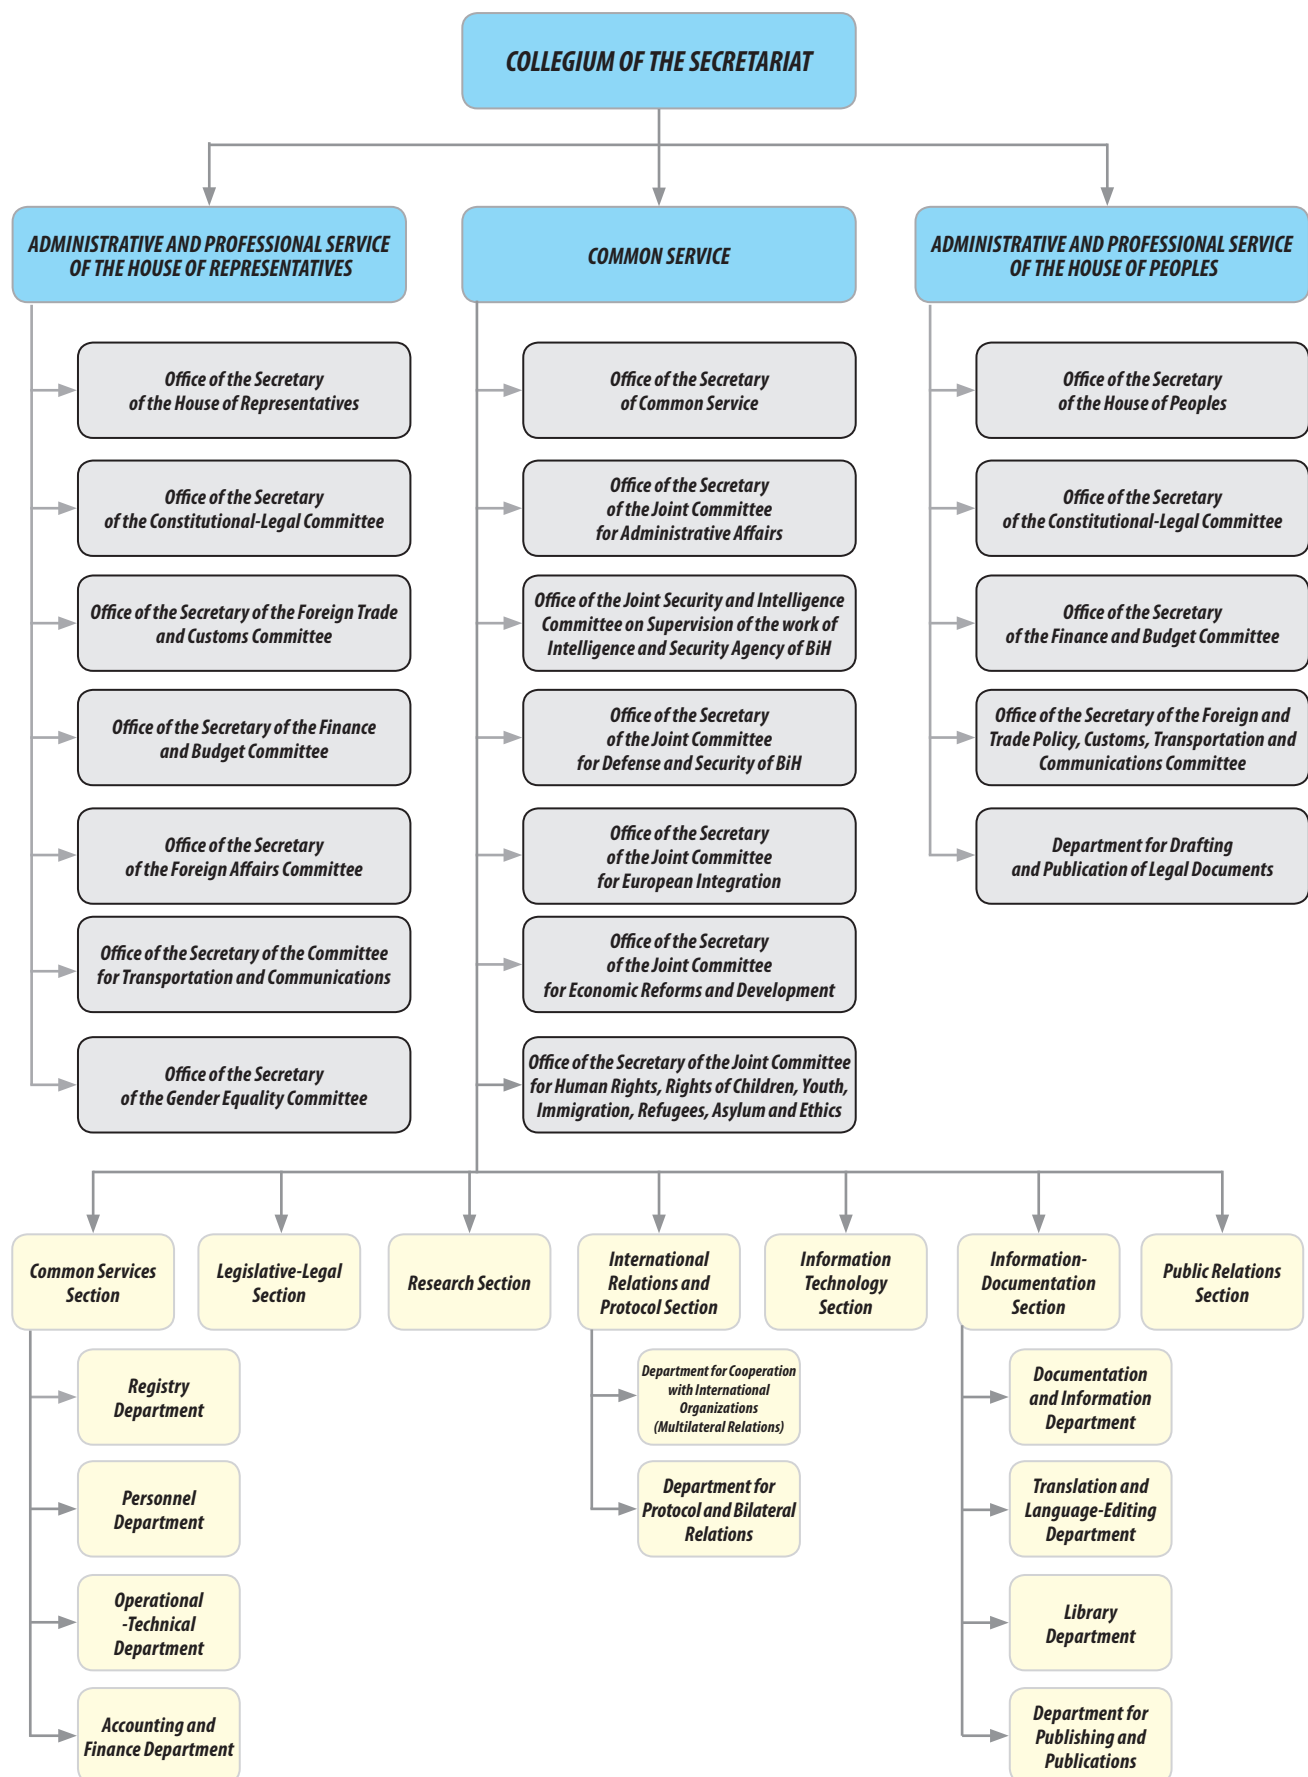 COLLEGIUM OF THE SECRETARIAT
ADMINISTRATIVE AND PROFESSIONAL SERVICE
OF THE HOUSE OF REPRESENTATIVES
COMMON SERVICE
ADMINISTRATIVE AND PROFESSIONAL SERVICE
OF THE HOUSE OF PEOPLES
Office of the Secretary
of the House of Representatives
Office of the Secretary
of the Constitutional-Legal Committee
Office of the Secretary of the Foreign Trade
and Customs Committee
Office of the Secretary of the Finance
and Budget Committee
Office of the Secretary
of the Foreign Affairs Committee
Office of the Secretary of the Committee
for Transportation and Communications
Office of the Secretary
of the Gender Equality Committee
Office of the Secretary
of Common Service
Office of the Secretary
of the Joint Committee
for Administrative Affairs
Office of the Joint Security and Intelligence
Committee on Supervision of the work of
Intelligence and Security Agency of BiH
Office of the Secretary
of the Joint Committee
for Defense and Security of BiH
Office of the Secretary
of the Joint Committee
for European Integration
Office of the Secretary
of the Joint Committee
for Economic Reforms and Development
Office of the Secretary of the Joint Committee
for Human Rights, Rights of Children, Youth,
Immigration, Refugees, Asylum and Ethics
Office of the Secretary
of the House of Peoples
Office of the Secretary
of the Constitutional-Legal Committee
Office of the Secretary
of the Finance and Budget Committee
Office of the Secretary of the Foreign and
Trade Policy, Customs, Transportation and
Communications Committee
Department for Drafting
and Publication of Legal Documents
Common Services
Section
Legislative-Legal
Section
Research Section
International
Relations and
Protocol Section
Information
Technology
Section
Information-
Documentation
Section
Public Relations
Section
Registry
Department
Personnel
Department
Operational
-Technical
Department
Accounting and
Finance Department
Department for Cooperation
with International
Organizations
(Multilateral Relations)
Department for
Protocol and Bilateral
Relations
Documentation
and Information
Department
Translation and
Language-Editing
Department
Library
Department
Department for
Publishing and
Publications